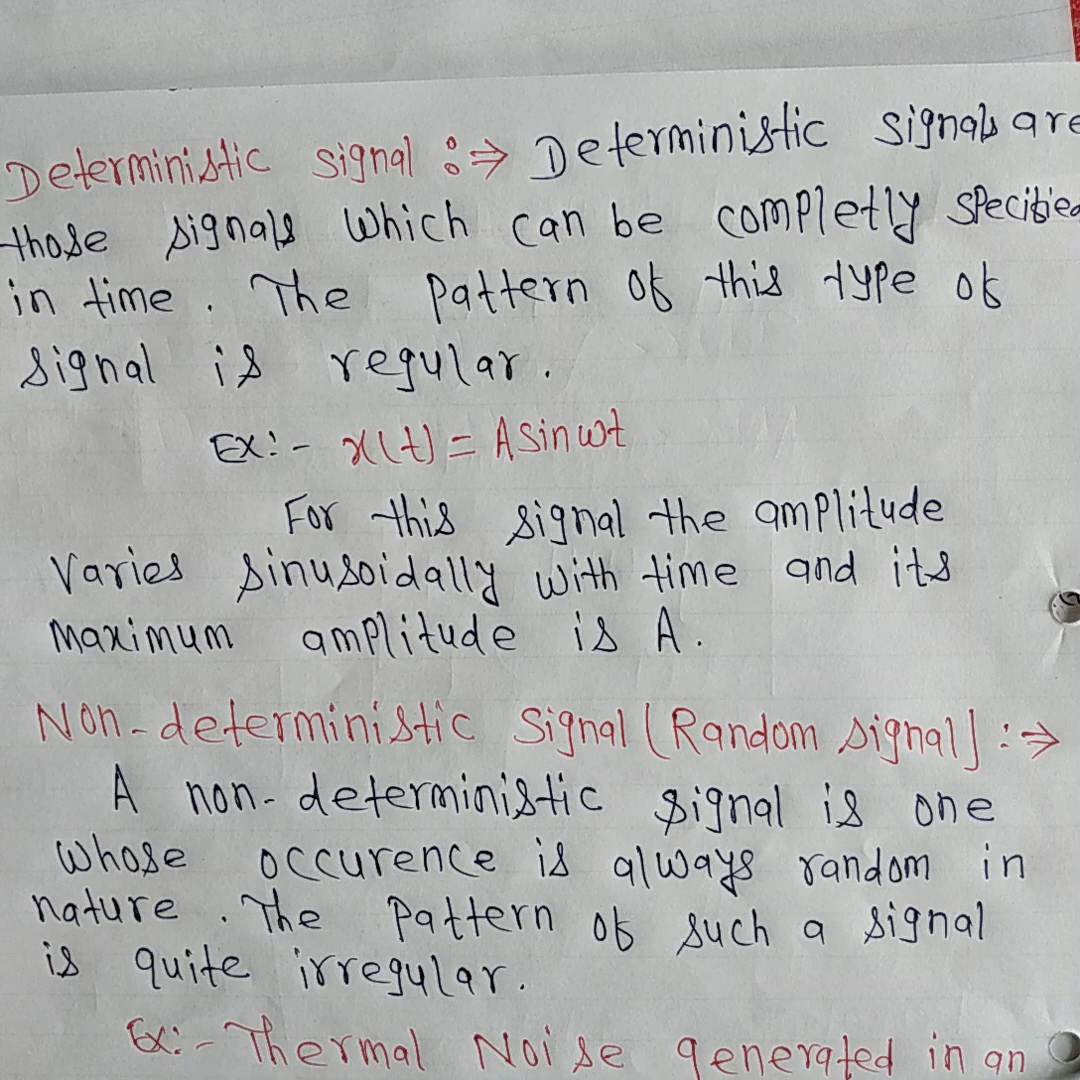 Deterministic signal :⇒ Deterministic signals are
those signals which can be completly specified
in time. The pattern of this type of
signal is regular.
Ex:- x(t) = A sin ωt
For this signal the amplitude
varies sinusoidally with time and its
maximum amplitude is A.
Non-deterministic Signal (Random signal) :⇒
A non-deterministic signal is one
whose occurence is always random in
nature. The pattern of such a signal
is quite irregular.
Ex:- Thermal Noise generated in an